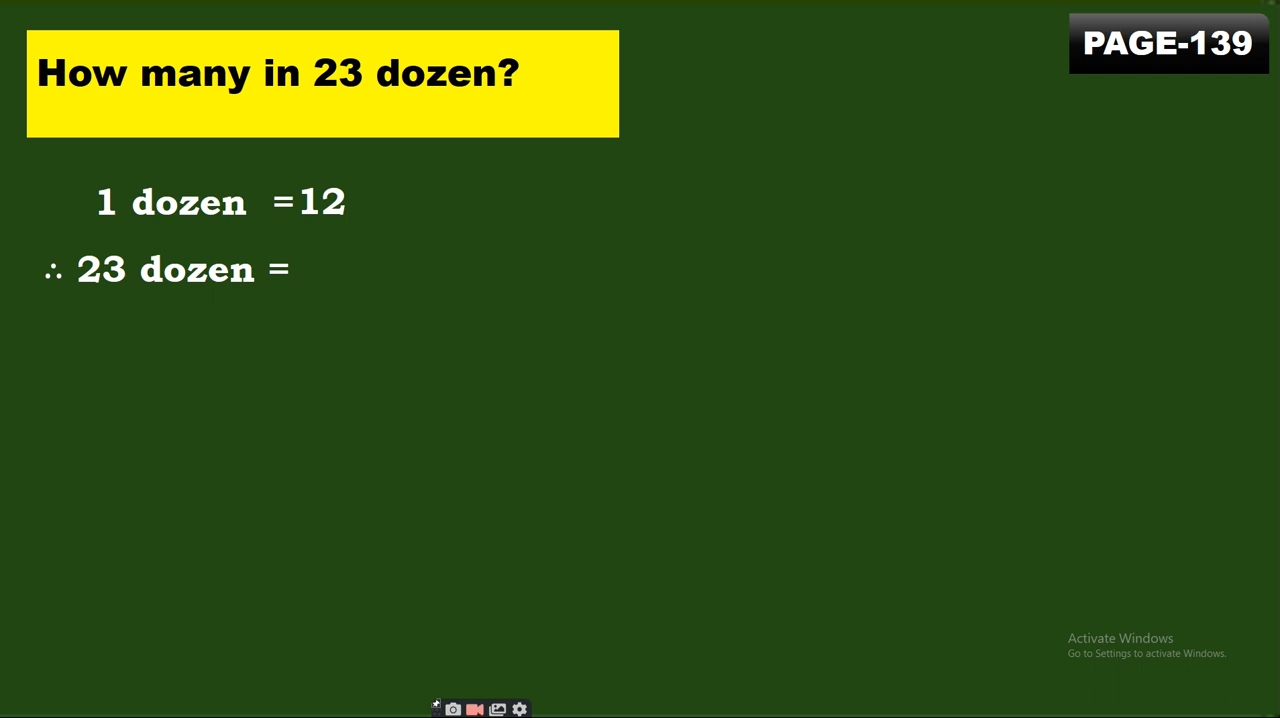 PAGE-139
How many in 23 dozen?
1 dozen =12
∴ 23 dozen =
Activate Windows
Go to Settings to activate Windows.